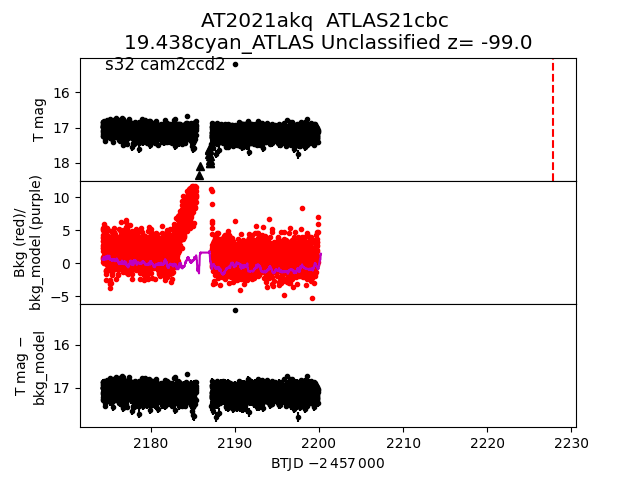 AT2021akq  ATLAS21cbc
19.438cyan_ATLAS Unclassified z= -99.0
s32 cam2ccd2
T mag
16
17
18
Bkg (red)/
bkg_model (purple)
10
5
0
−5
T mag −
bkg_model
16
17
2180
2190
2200
2210
2220
2230
BTJD −2 457 000